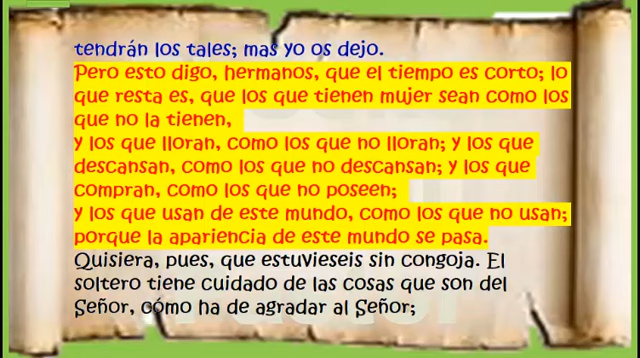 tendrán los tales; mas yo os dejo.
Pero esto digo, hermanos, que el tiempo es corto; lo
que resta es, que los que tienen mujer sean como los
que no la tienen,
y los que lloran, como los que no lloran; y los que
descansan, como los que no descansan; y los que
compran, como los que no poseen;
y los que usan de este mundo, como los que no usan;
porque la apariencia de este mundo se pasa.
Quisiera, pues, que estuvieseis sin congoja. El
soltero tiene cuidado de las cosas que son del
Señor, cómo ha de agradar al Señor;